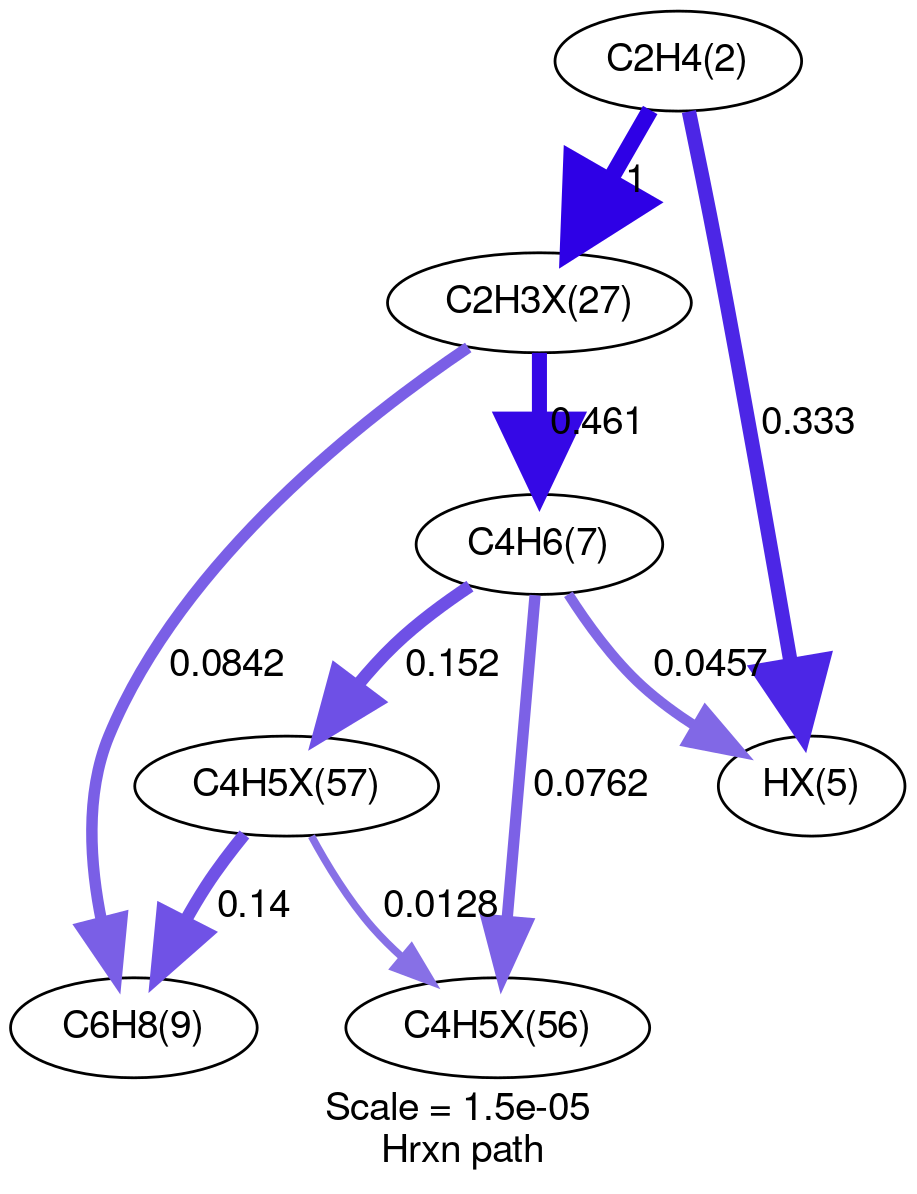 C2H4(2)
1
C2H3X(27)
0.461
0.333
C4H6(7)
0.0842
0.152
0.0457
C4H5X(57)
0.0762
HX(5)
0.14
0.0128
C6H8(9)
C4H5X(56)
Scale = 1.5e-05
Hrxn path